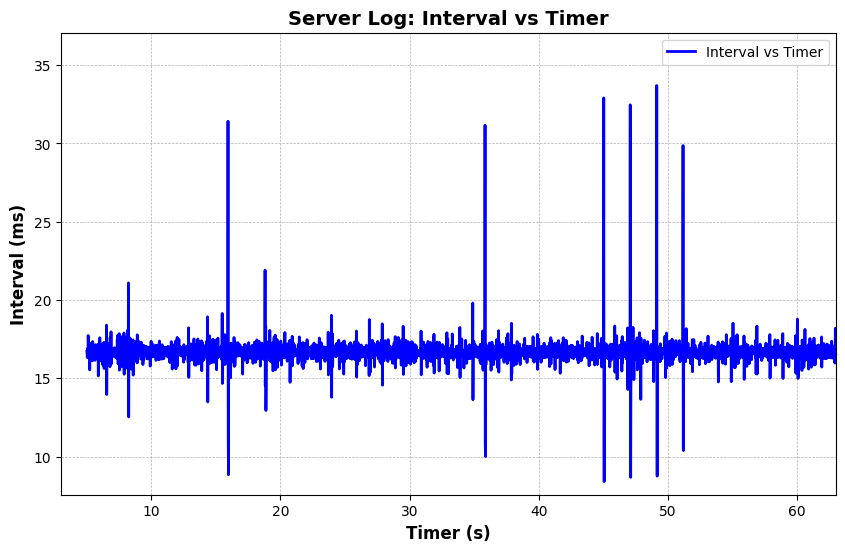 Server Log: Interval vs Timer
Interval vs Timer
35
30
25
20
15
10
Interval (ms)
10 20 30 40 50 60
Timer (s)